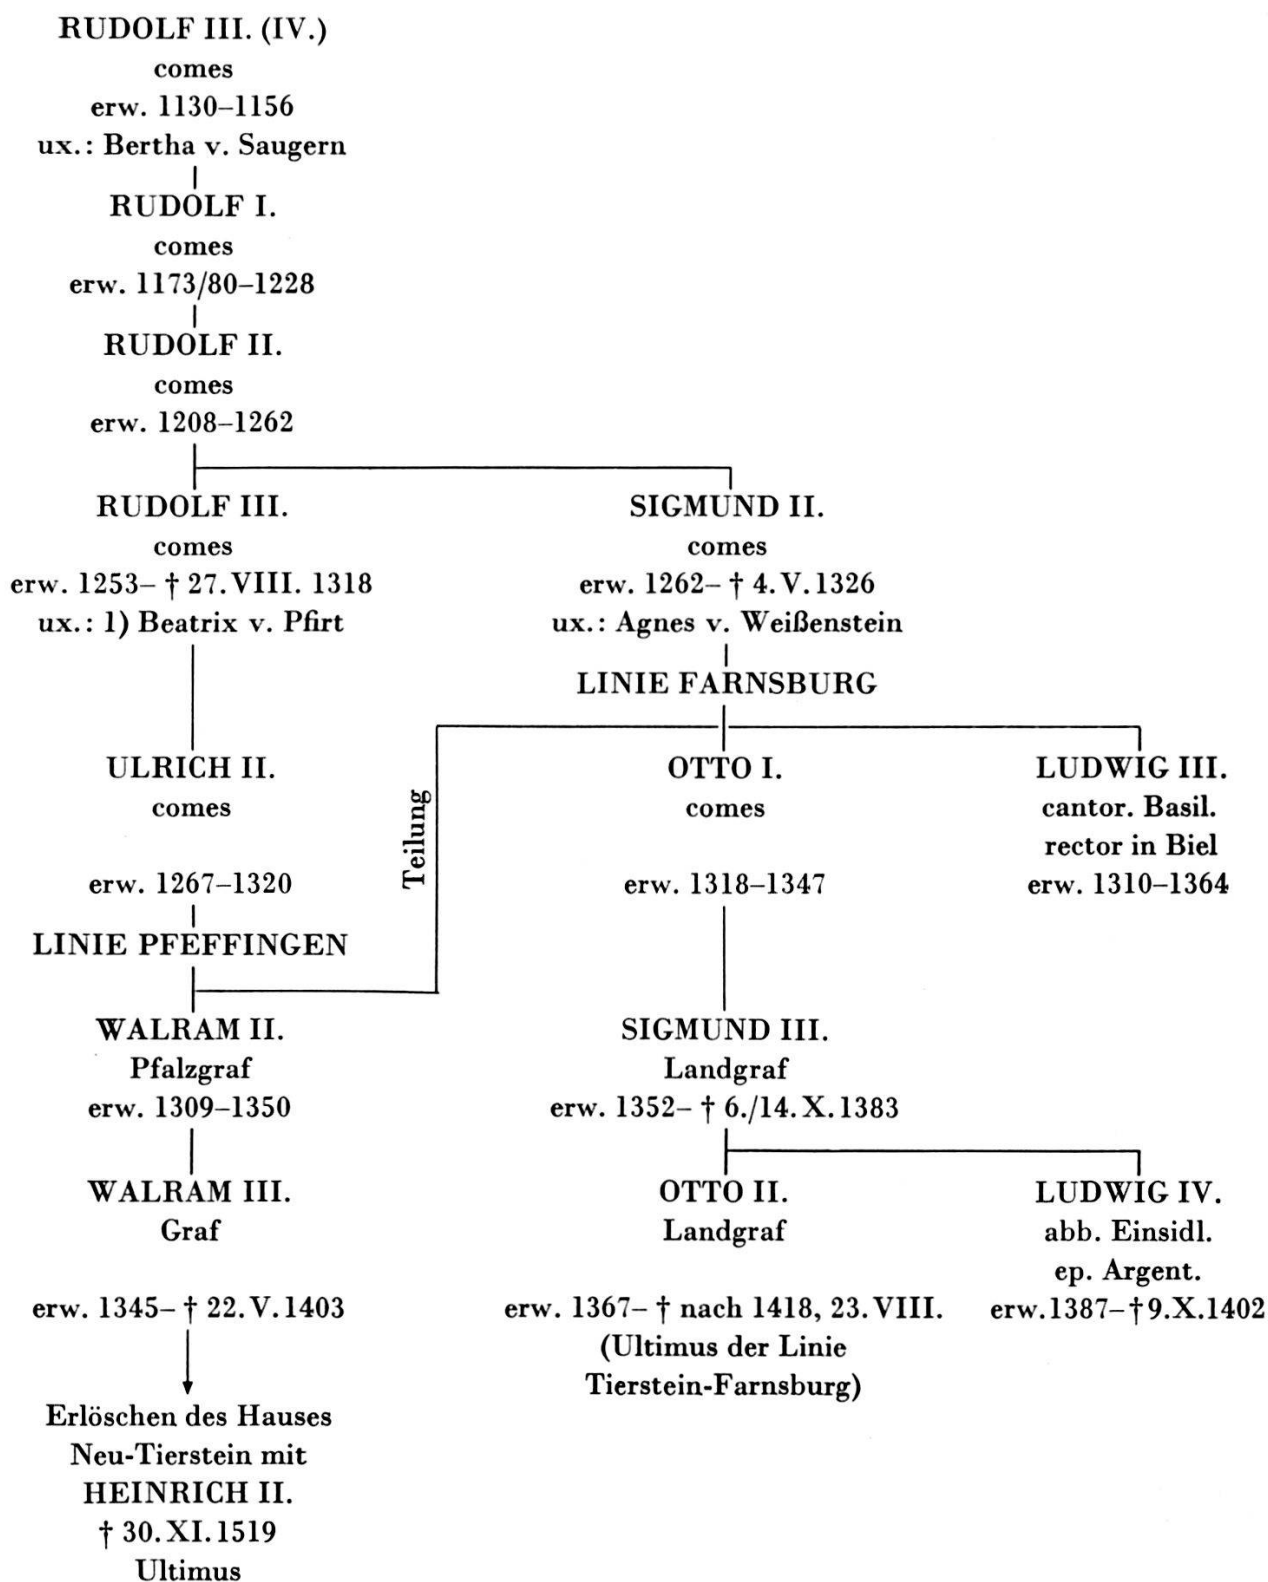 RUDOLF III. (IV.)
comes
erw. 1130–1156
ux.: Bertha v. Saugern
RUDOLF I.
comes
erw. 1173/80–1228
RUDOLF II.
comes
erw. 1208–1262
RUDOLF III.
comes
erw. 1253– † 27. VIII. 1318
ux.: 1) Beatrix v. Pfirt
SIGMUND II.
comes
erw. 1262– † 4. V. 1326
ux.: Agnes v. Weißenstein
LINIE FARNSBURG
ULRICH II.
comes
erw. 1267–1320
LINIE PFEFFINGEN
Teilung
OTTO I.
comes
erw. 1318–1347
LUDWIG III.
cantor. Basil.
rector in Biel
erw. 1310–1364
WALRAM II.
Pfalzgraf
erw. 1309–1350
SIGMUND III.
Landgraf
erw. 1352– † 6./14. X. 1383
WALRAM III.
Graf
erw. 1345– † 22. V. 1403
OTTO II.
Landgraf
erw. 1367– † nach 1418, 23. VIII.
(Ultimus der Linie
Tierstein-Farnsburg)
LUDWIG IV.
abb. Einsidl.
ep. Argent.
erw.1387–†9.X.1402
Erlöschen des Hauses
Neu-Tierstein mit
HEINRICH II.
† 30. XI. 1519
Ultimus